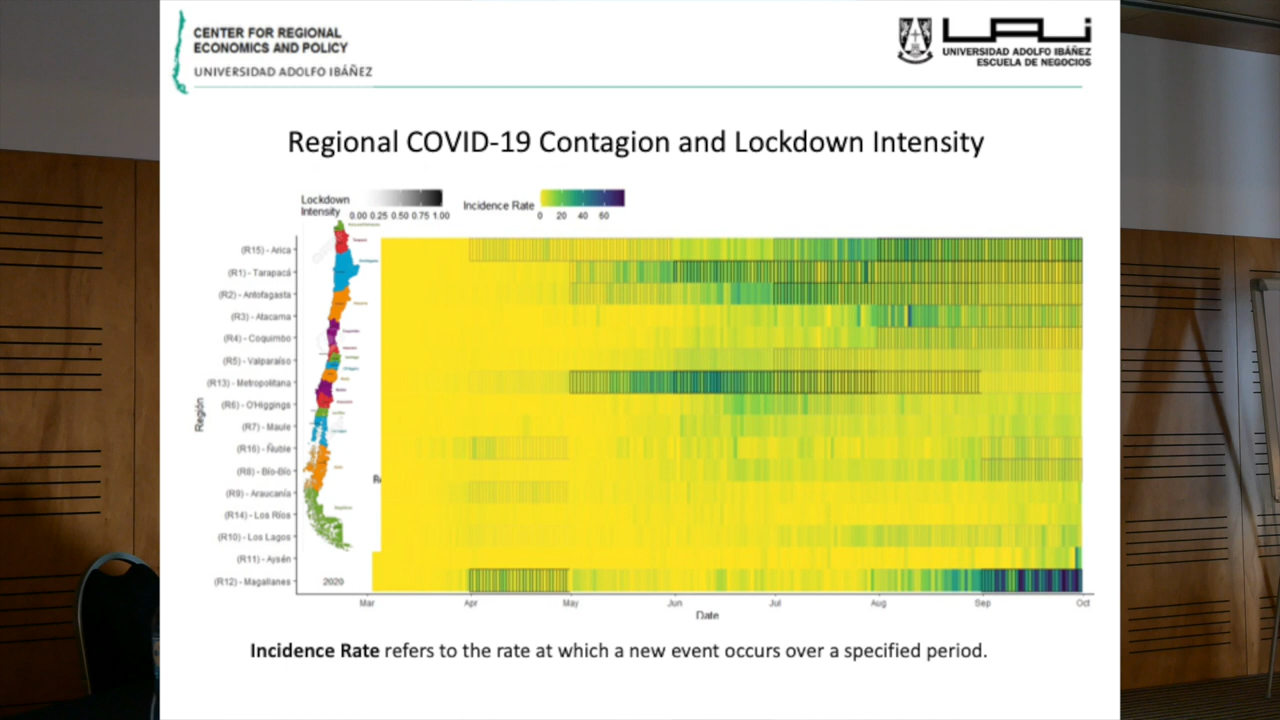 CENTER FOR REGIONAL
ECONOMICS AND POLICY
UNIVERSIDAD ADOLFO IBÁÑEZ
UAI
UNIVERSIDAD ADOLFO IBÁÑEZ
ESCUELA DE NEGOCIOS
Regional COVID-19 Contagion and Lockdown Intensity
Lockdown
Intensity
0.00 0.25 0.50 0.75 1.00
Incidence Rate
0 20 40 60
Región
(R15) - Arica
(R1) - Tarapacá
(R2) - Antofagasta
(R3) - Atacama
(R4) - Coquimbo
(R5) - Valparaíso
(R13) - Metropolitana
(R6) - O'Higgings
(R7) - Maule
(R16) - Ñuble
(R8) - Bío-Bío
(R9) - Araucanía
(R14) - Los Ríos
(R10) - Los Lagos
(R11) - Aysén
(R12) - Magallanes
2020
Mar Apr May Jun Jul Aug Sep Oct
Date
Incidence Rate refers to the rate at which a new event occurs over a specified period.